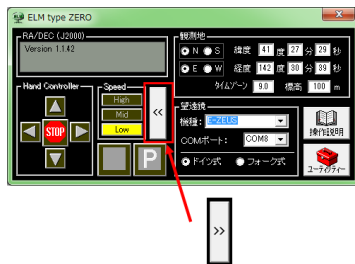 ELM type ZERO
RA/DEC (J2000)
Version 1.1.42
Hand Controller
STOP
Speed
High
Mid
Low
<<
P
観測地
N S 緯度 41 度 27 分 29 秒
E W 経度 142 度 30 分 39 秒
タイムゾーン 9.0 標高 100 m
望遠鏡
機種: E-ZEUS
COMポート: COM8
ドイツ式 フォーク式
操作説明
ユーティリティー
>>